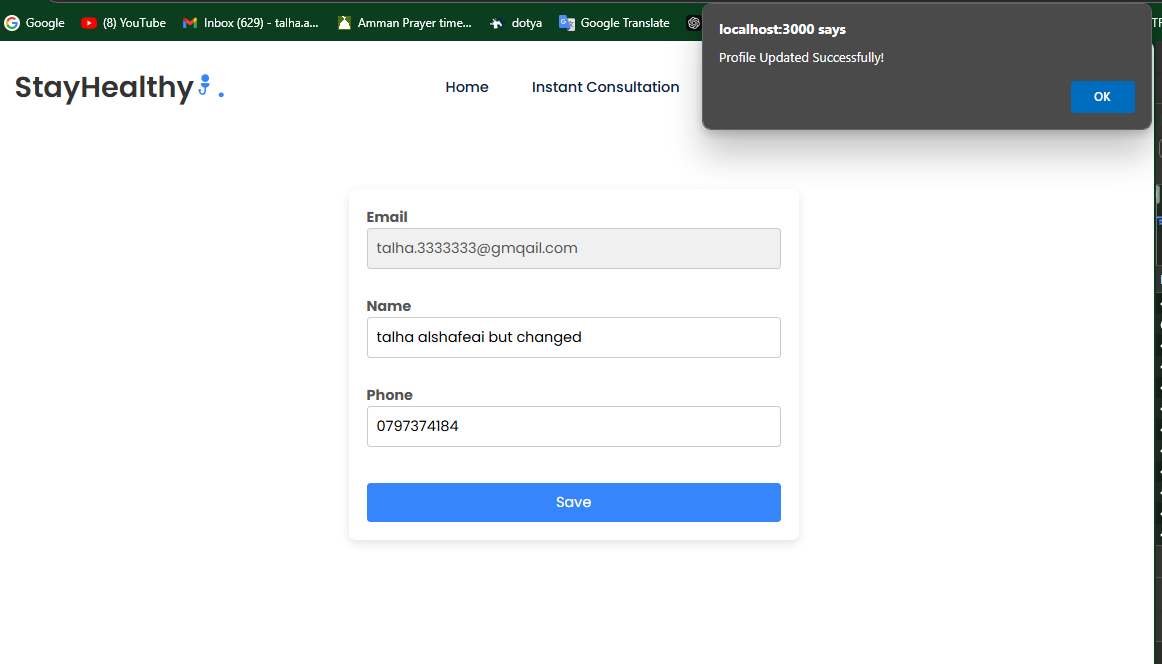 Google (8) YouTube Inbox (629) - talha.a... Amman Prayer time... dotya Google Translate
localhost:3000 says
Profile Updated Successfully!
OK
StayHealthy .
Home Instant Consultation
Email
talha.3333333@gmqail.com
Name
talha alshafeai but changed
Phone
0797374184
Save